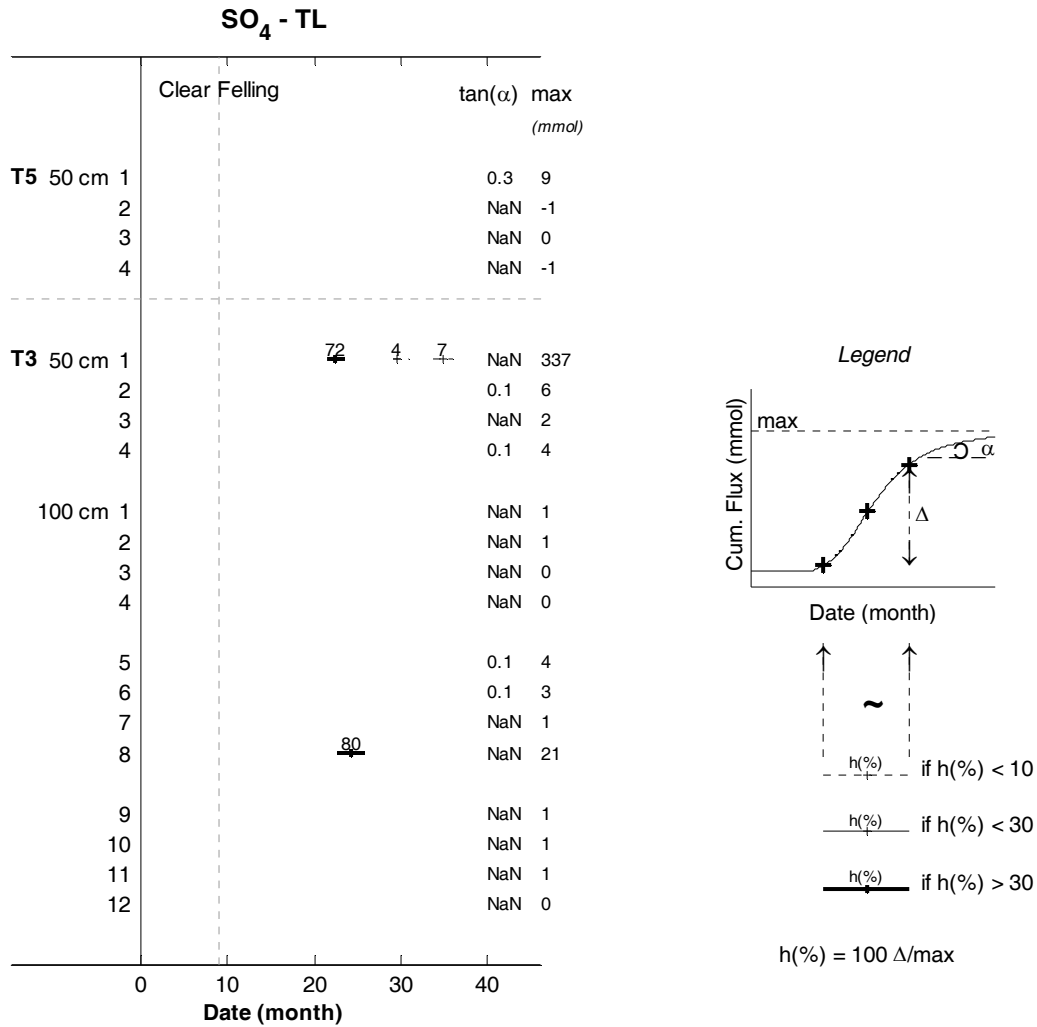 SO4 - TL
Clear Felling tan(α) max
(mmol)
T5 50 cm 1 0.3 9
2 NaN -1
3 NaN 0
4 NaN -1
72 4 7
T3 50 cm 1 NaN 337
2 0.1 6
3 NaN 2
4 0.1 4
100 cm 1 NaN 1
2 NaN 1
3 NaN 0
4 NaN 0
5 0.1 4
6 0.1 3
7 NaN 1
80
8 NaN 21
9 NaN 1
10 NaN 1
11 NaN 1
12 NaN 0
0 10 20 30 40
Date (month)
Legend
Cum. Flux (mmol)
max
α
Δ
Date (month)
~
h(%) if h(%) < 10
h(%) if h(%) < 30
h(%) if h(%) > 30
h(%) = 100 Δ/max